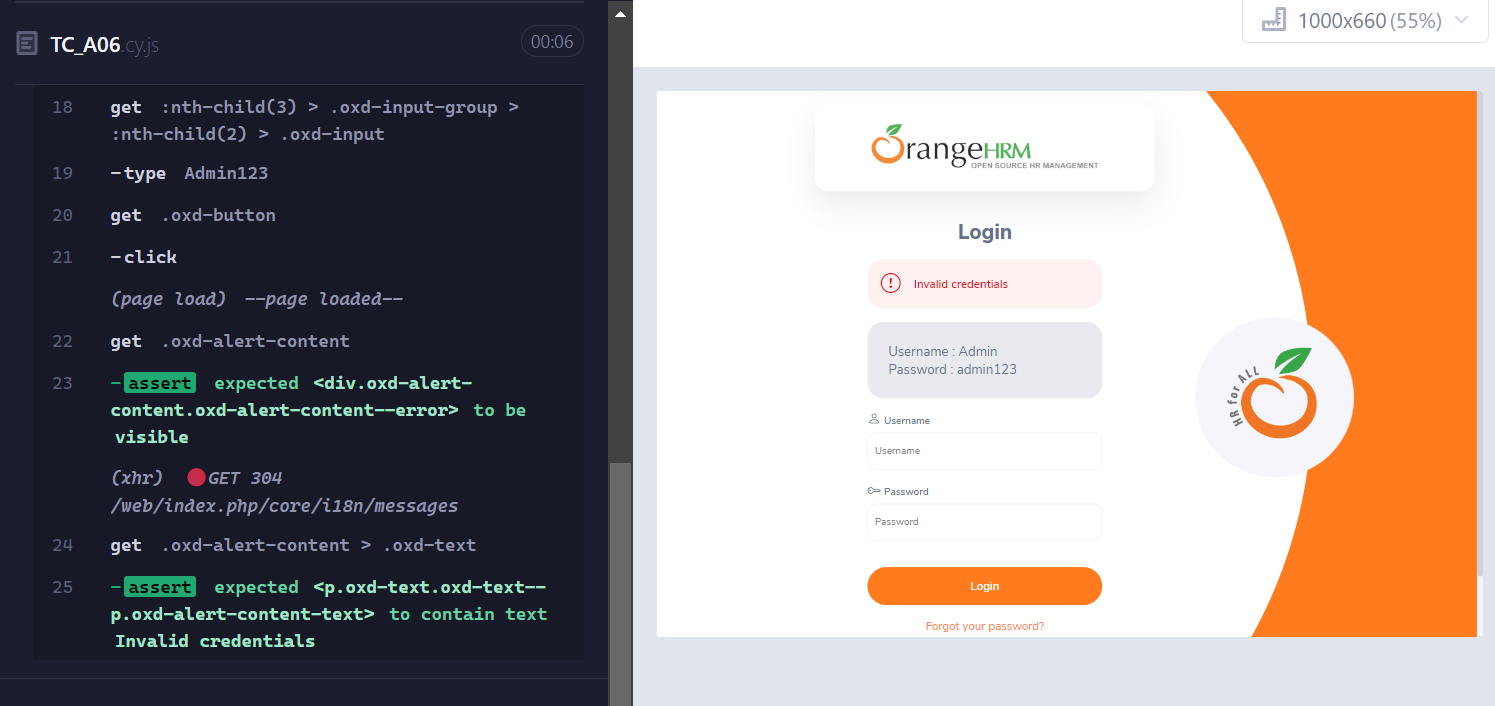 TC_A06.cy.js
00:06
18 get :nth-child(3) > .oxd-input-group >
:nth-child(2) > .oxd-input
19 -type Admin123
20 get .oxd-button
21 -click
(page load) --page loaded--
22 get .oxd-alert-content
23 -assert expected <div.oxd-alert-
content.oxd-alert-content--error> to be
visible
(xhr) GET 304
/web/index.php/core/i18n/messages
24 get .oxd-alert-content > .oxd-text
25 -assert expected <p.oxd-text.oxd-text--
p.oxd-alert-content-text> to contain text
Invalid credentials
1000x660 (55%)
OrangeHRM
OPEN SOURCE HR MANAGEMENT
Login
Invalid credentials
Username : Admin
Password : admin123
Username
Username
Password
Password
Login
Forgot your password?
HR for ALL